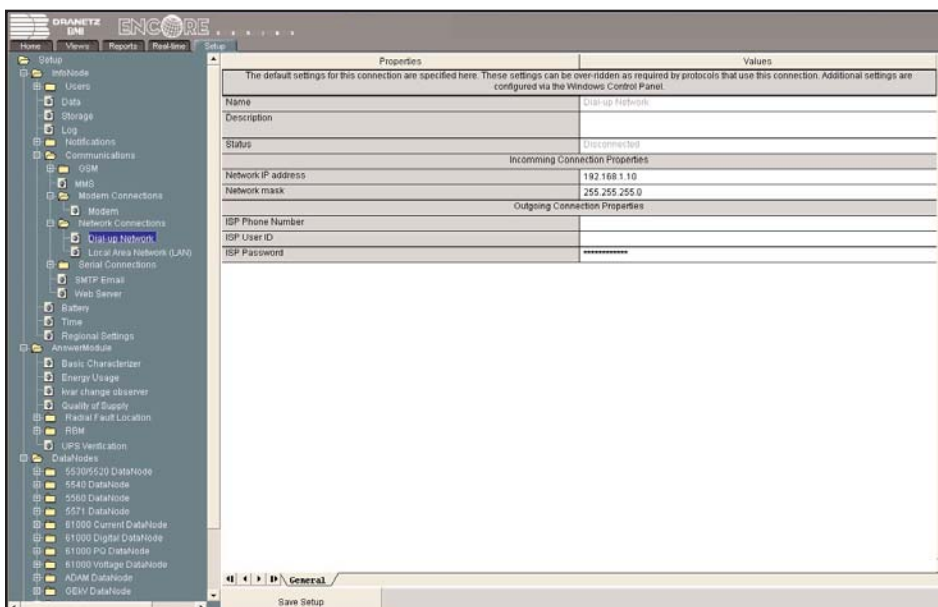 DRANETZ
BMI
ENCORE
Home
Views
Reports
Real-time
Setup
Setup
InfoNode
Users
Data
Storage
Log
Notifications
Communications
GSM
MMS
Modem Connections
Modem
Network Connections
Dial-up Network
Local Area Network (LAN)
Serial Connections
SMTP Email
Web Server
Battery
Time
Regional Settings
AnswerModule
Basic Characterizer
Energy Usage
kvar change observer
Quality of Supply
Radial Fault Location
RBM
UPS Verification
DataNodes
5530/5520 DataNode
5540 DataNode
5560 DataNode
5571 DataNode
61000 Current DataNode
61000 Digital DataNode
61000 PQ DataNode
61000 Voltage DataNode
ADAM DataNode
GEkV DataNode
Properties Values
The default settings for this connection are specified here. These settings can be over-ridden as required by protocols that use this connection. Additional settings are
configured via the Windows Control Panel.
Name Dial-up Network
Description
Status Disconnected
Incomming Connection Properties
Network IP address 192.168.1.10
Network mask 255.255.255.0
Outgoing Connection Properties
ISP Phone Number
ISP User ID
ISP Password ************
General
Save Setup